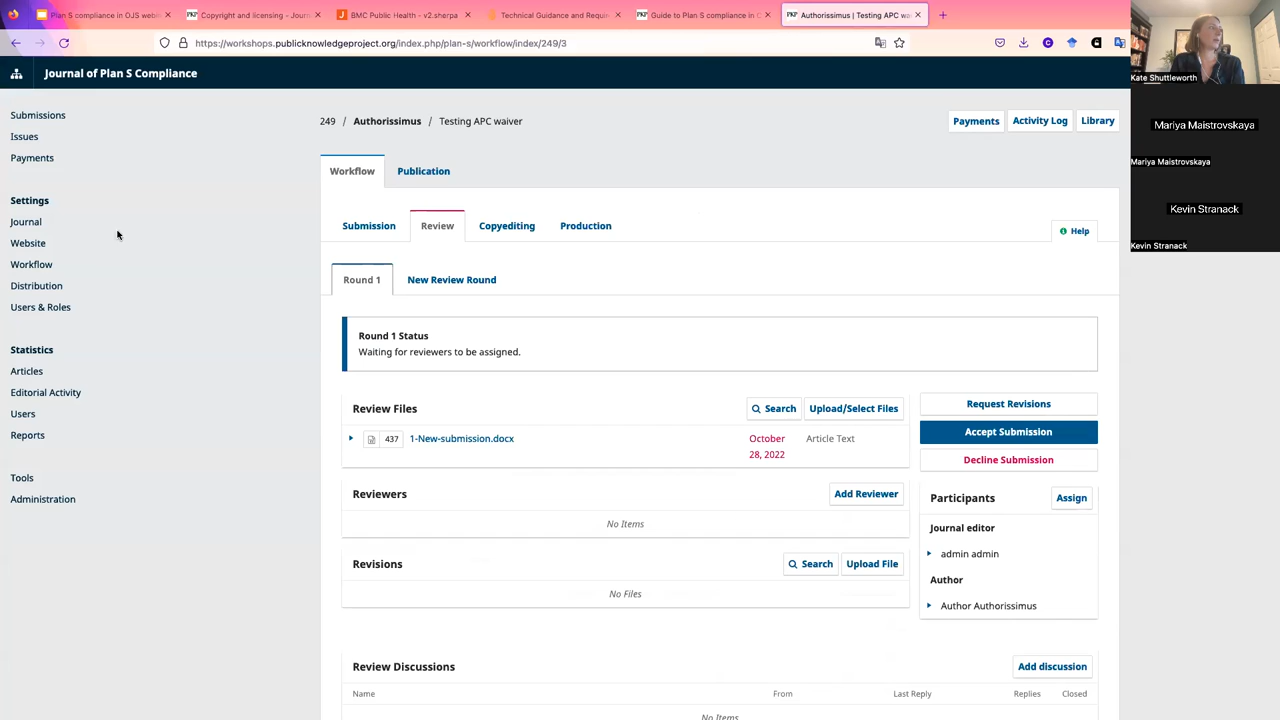 Plan S compliance in OJS webin
Copyright and licensing - Journ
BMC Public Health - v2.sherpa
Technical Guidance and Requir
Guide to Plan S compliance in O
Authorissimus | Testing APC wai
https://workshops.publicknowledgeproject.org/index.php/plan-s/workflow/index/249/3
Journal of Plan S Compliance
Submissions
Issues
Payments
Settings
Journal
Website
Workflow
Distribution
Users & Roles
Statistics
Articles
Editorial Activity
Users
Reports
Tools
Administration
249 / Authorissimus / Testing APC waiver
Payments
Activity Log
Library
Workflow
Publication
Submission
Review
Copyediting
Production
Help
Round 1
New Review Round
Round 1 Status
Waiting for reviewers to be assigned.
Review Files
Search
Upload/Select Files
437
1-New-submission.docx
October
28, 2022
Article Text
Reviewers
Add Reviewer
No Items
Revisions
Search
Upload File
No Files
Request Revisions
Accept Submission
Decline Submission
Participants
Assign
Journal editor
admin admin
Author
Author Authorissimus
Review Discussions
Add discussion
Name
From
Last Reply
Replies
Closed
No Items
Kate Shuttleworth
Mariya Maistrovskaya
Mariya Maistrovskaya
Kevin Stranack
Kevin Stranack